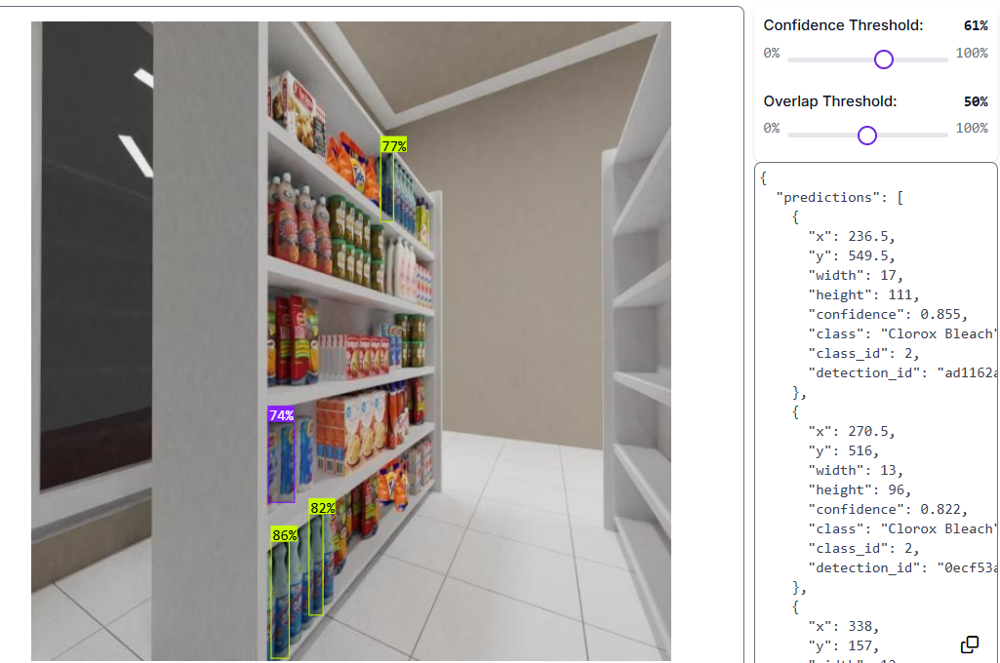 Confidence Threshold: 61%
0% 100%
Overlap Threshold: 50%
0% 100%
77%
74%
82%
86%
{
"predictions": [
{
"x": 236.5,
"y": 549.5,
"width": 17,
"height": 111,
"confidence": 0.855,
"class": "Clorox Bleach"
"class_id": 2,
"detection_id": "ad1162a
},
{
"x": 270.5,
"y": 516,
"width": 13,
"height": 96,
"confidence": 0.822,
"class": "Clorox Bleach"
"class_id": 2,
"detection_id": "0ecf53a
},
{
"x": 338,
"y": 157,